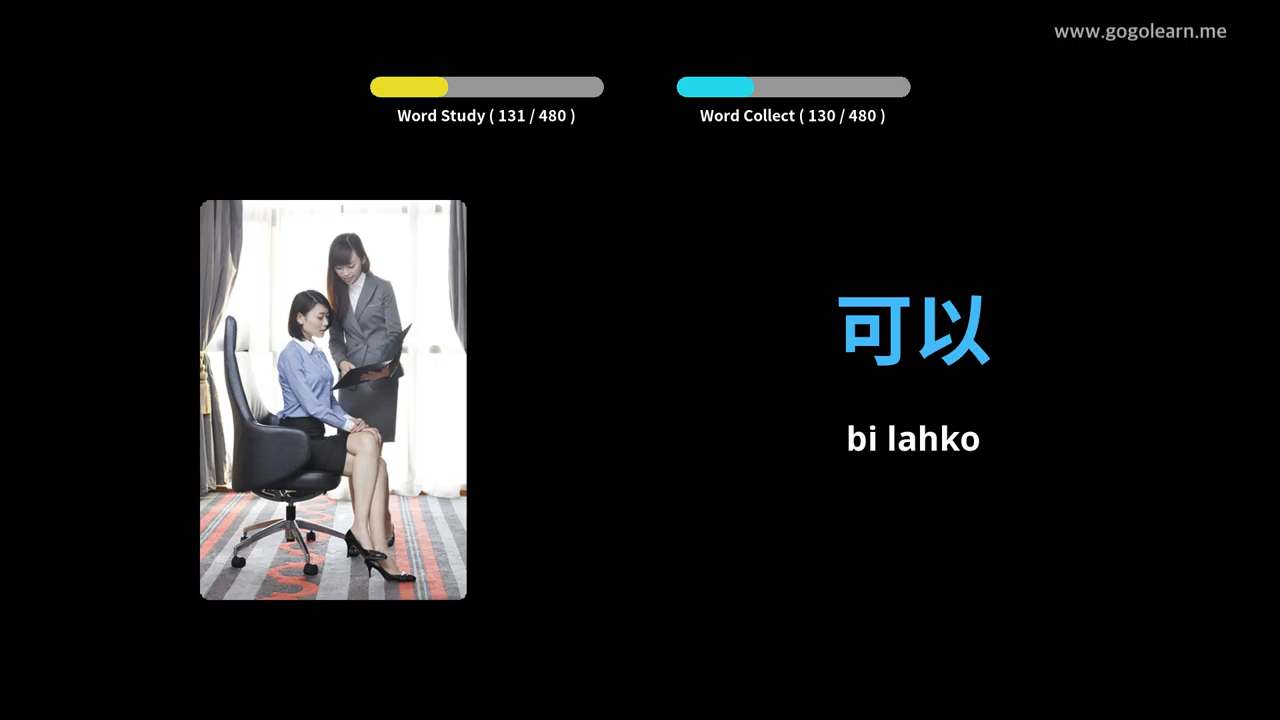 www.gogolearn.me
Word Study ( 131 / 480 )
Word Collect ( 130 / 480 )
可以
bi lahko